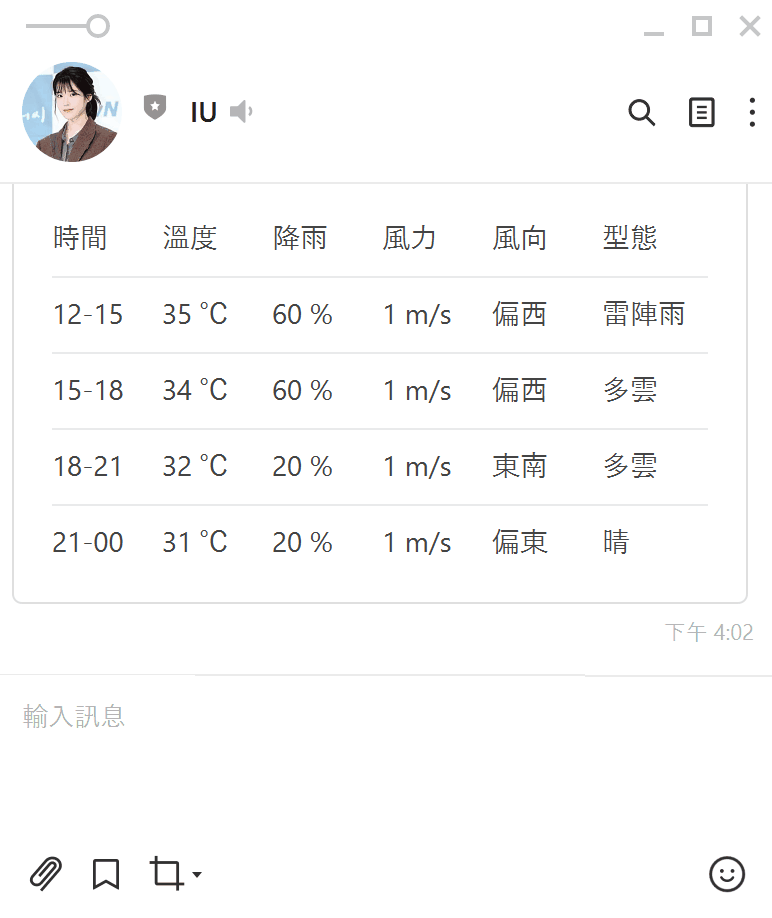 IU
時間 溫度 降雨 風力 風向 型態
12-15 35 °C 60 % 1 m/s 偏西 雷陣雨
15-18 34 °C 60 % 1 m/s 偏西 多雲
18-21 32 °C 20 % 1 m/s 東南 多雲
21-00 31 °C 20 % 1 m/s 偏東 晴
下午 4:02
輸入訊息